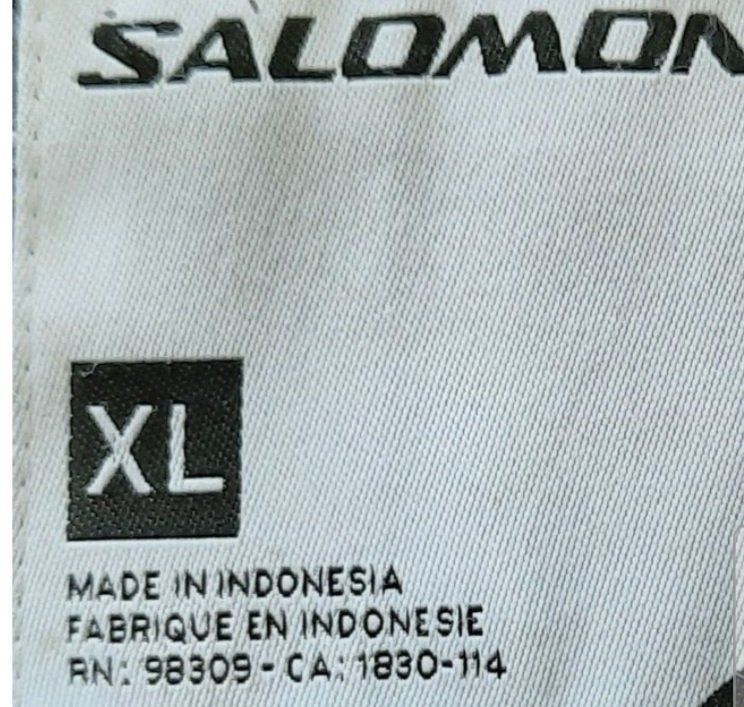 SALOMON
XL
MADE IN INDONESIA
FABRIQUE EN INDONESIE
RN: 98309 - CA: 1830-114